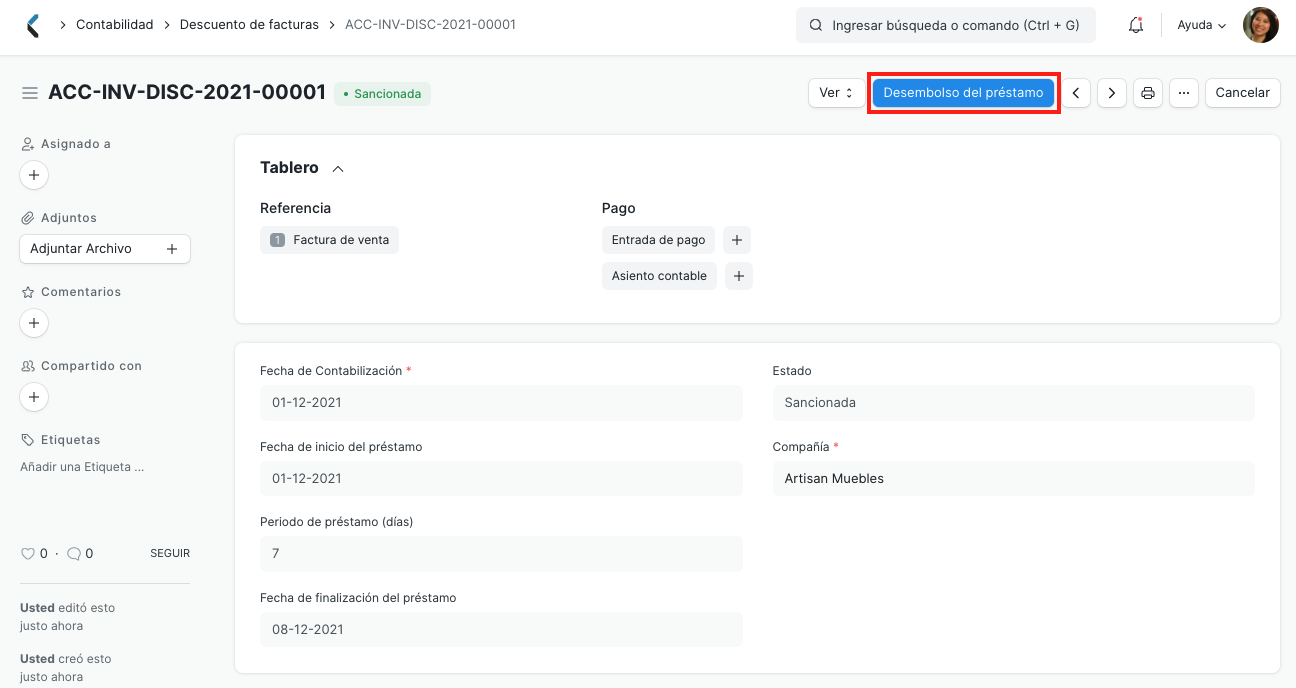 Contabilidad Descuento de facturas ACC-INV-DISC-2021-00001 Ingresar búsqueda o comando (Ctrl + G) Ayuda
ACC-INV-DISC-2021-00001 Sancionada Ver Desembolso del préstamo ... Cancelar
Asignado a
Adjuntos
Adjuntar Archivo +
Comentarios
Compartido con
Etiquetas
Añadir una Etiqueta ...
0 · 0 SEGUIR
Usted editó esto
justo ahora
Usted creó esto
justo ahora
Tablero
Referencia
1 Factura de venta
Pago
Entrada de pago +
Asiento contable +
Fecha de Contabilización *
01-12-2021
Fecha de inicio del préstamo
01-12-2021
Periodo de préstamo (días)
7
Fecha de finalización del préstamo
08-12-2021
Estado
Sancionada
Compañía *
Artisan Muebles